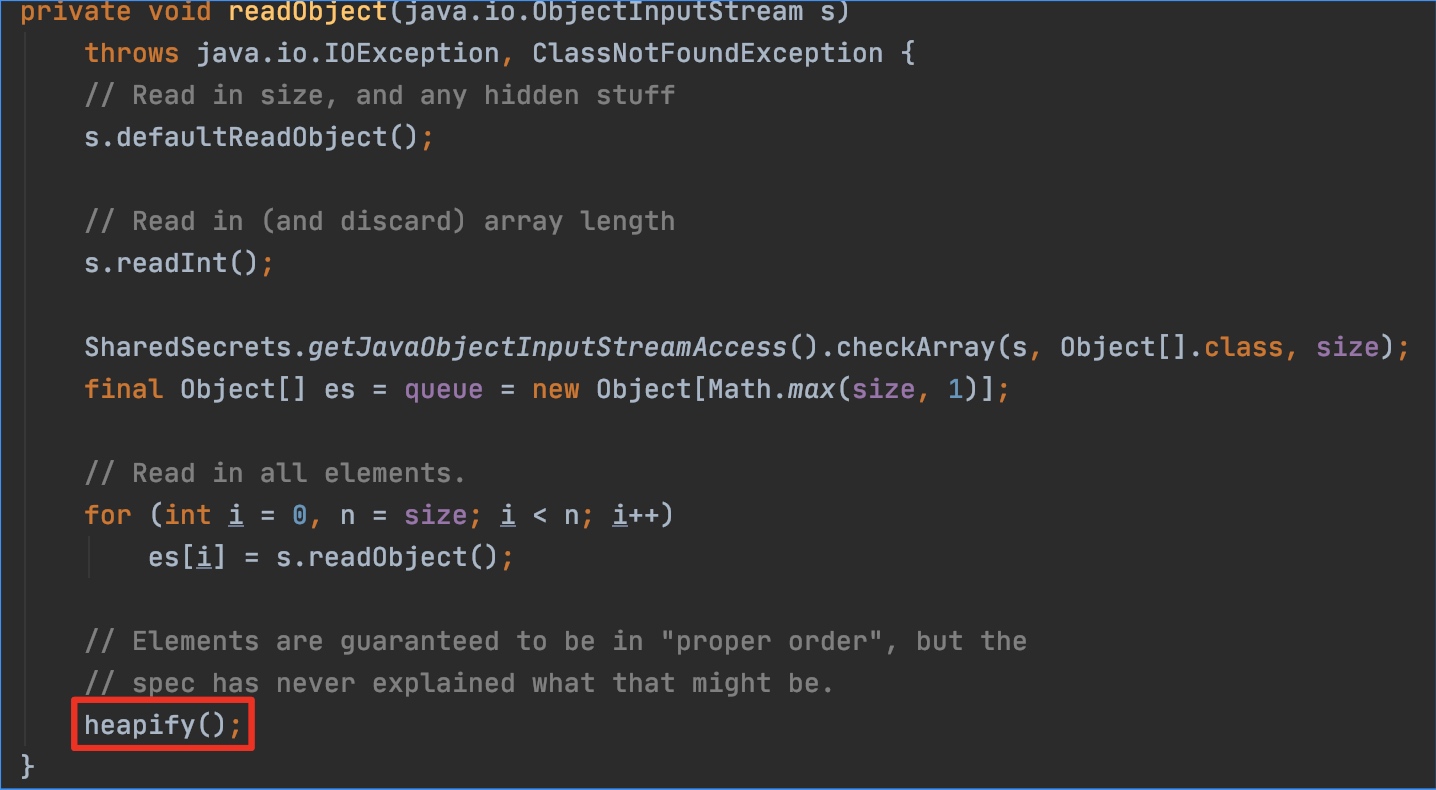 private void readObject(java.io.ObjectInputStream s)
throws java.io.IOException, ClassNotFoundException {
// Read in size, and any hidden stuff
s.defaultReadObject();
// Read in (and discard) array length
s.readInt();
SharedSecrets.getJavaObjectInputStreamAccess().checkArray(s, Object[].class, size);
final Object[] es = queue = new Object[Math.max(size, 1)];
// Read in all elements.
for (int i = 0, n = size; i < n; i++)
es[i] = s.readObject();
// Elements are guaranteed to be in "proper order", but the
// spec has never explained what that might be.
heapify();
}